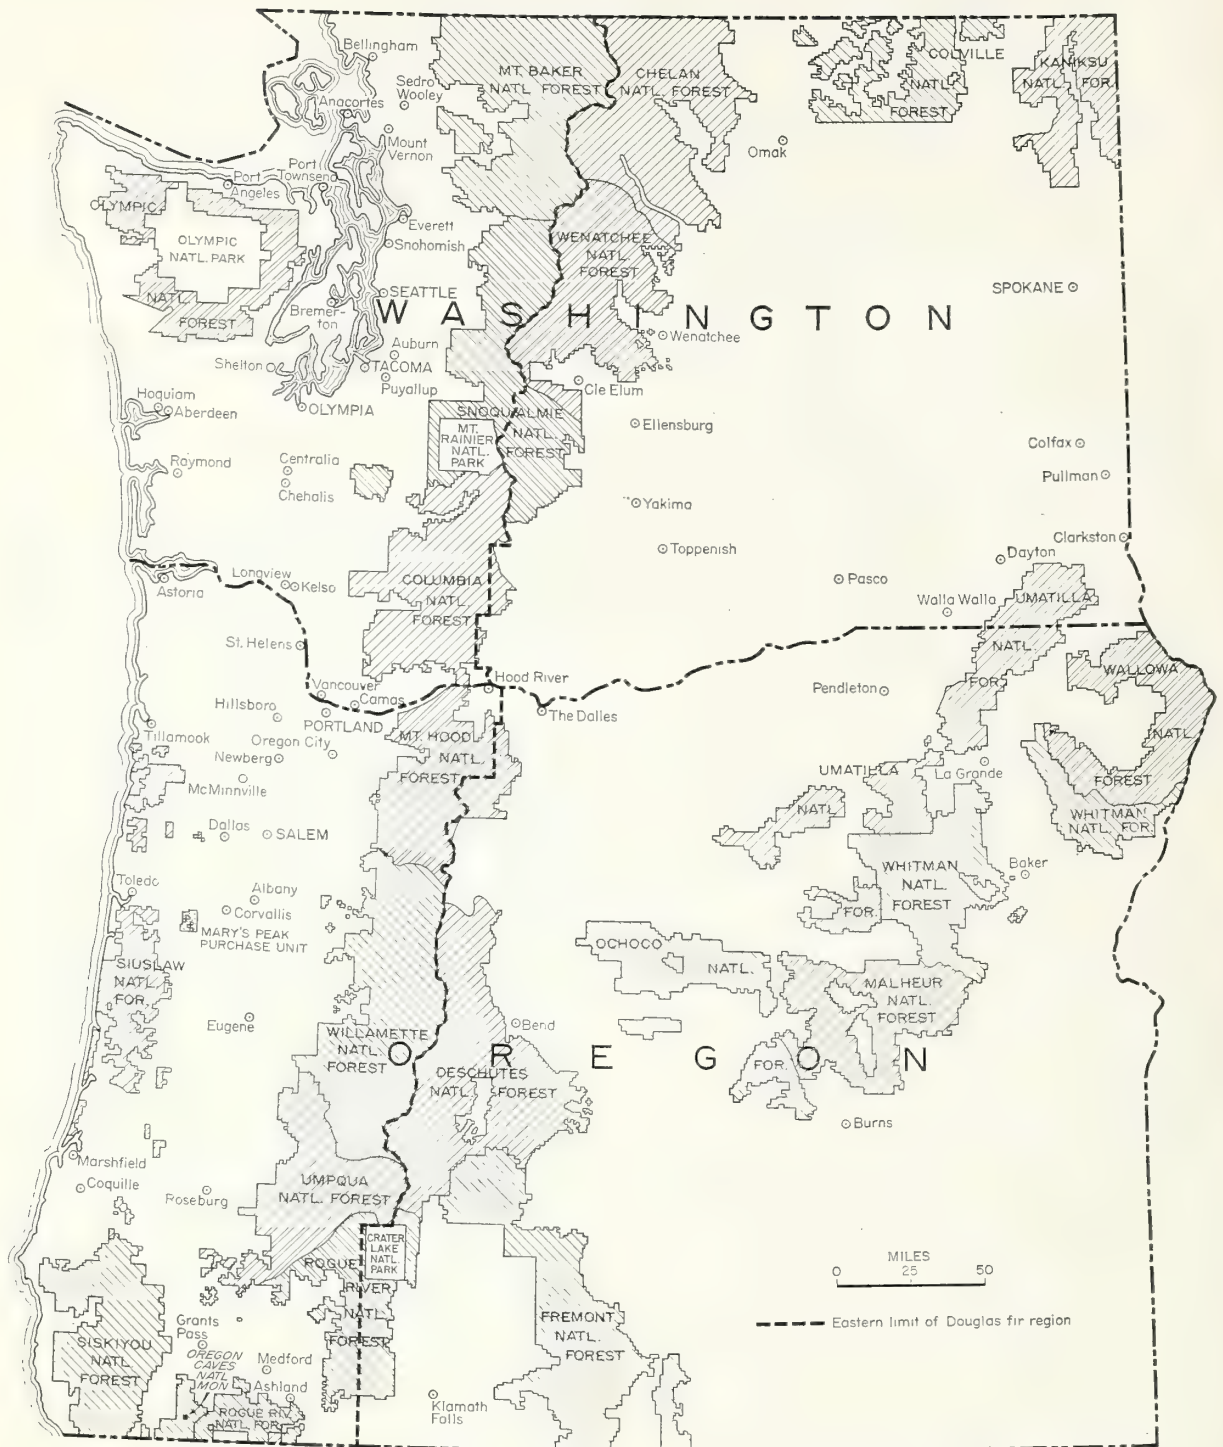 Bellingham
MT. BAKER
NATL. FOREST
CHELAN
NATL. FOREST
COLVILLE
NATL.
FOREST
KANIKSU
NATL. FOR.
Sedro
Wooley
Anacortes
Mount
Vernon
Omak
Port
Townsend
Port
Angeles
OLYMPIC
OLYMPIC
NATL. PARK
NATL.
FOREST
Everett
Snohomish
WENATCHEE
NATL.
FOREST
SEATTLE
SPOKANE
Bremer-
ton
WASHINGTON
Wenatchee
Auburn
Shelton
TACOMA
Puyallup
Cle Elum
Hoquiam
Aberdeen
OLYMPIA
SNOQUALMIE
NATL.
FOREST
MT.
RAINIER
NATL.
PARK
Ellensburg
Colfax
Pullman
Raymond
Centralia
Chehalis
Yakima
Toppenish
Clarkston
Dayton
Longview
Kelso
Astoria
COLUMBIA
NATL.
FOREST
Pasco
Walla Walla
UMATILLA
NATL.
FOR.
St. Helens
WALLOWA
NATL.
FOREST
Hood River
Vancouver
Camas
Pendleton
Hillsboro
PORTLAND
The Dalles
Tillamook
Oregon City
Newberg
MT. HOOD
NATL.
FOREST
UMATILLA
NATL.
FOR.
La Grande
McMinnville
WHITMAN
NATL. FOR.
Dallas
SALEM
WHITMAN
NATL.
FOREST
Baker
Toledo
Albany
Corvallis
MARY'S PEAK
PURCHASE UNIT
OCHOCO
NATL.
FOR.
SIUSLAW
NATL.
FOR.
MALHEUR
NATL.
FOREST
Eugene
WILLAMETTE
NATL.
FOREST
Bend
OREGON
DESCHUTES
NATL. FOREST
Burns
Marshfield
Coquille
Roseburg
UMPQUA
NATL. FOREST
CRATER
LAKE
NATL.
PARK
ROGUE
RIVER
NATL.
FOREST
MILES
0 25 50
Eastern limit of Douglas fir region
FREMONT
NATL.
FOREST
Grants
Pass
SISKIYOU
NATL.
FOREST
OREGON
CAVES
NATL
MON.
Medford
Ashland
ROGUE RIV.
NATL. FOR.
Klamath
Falls